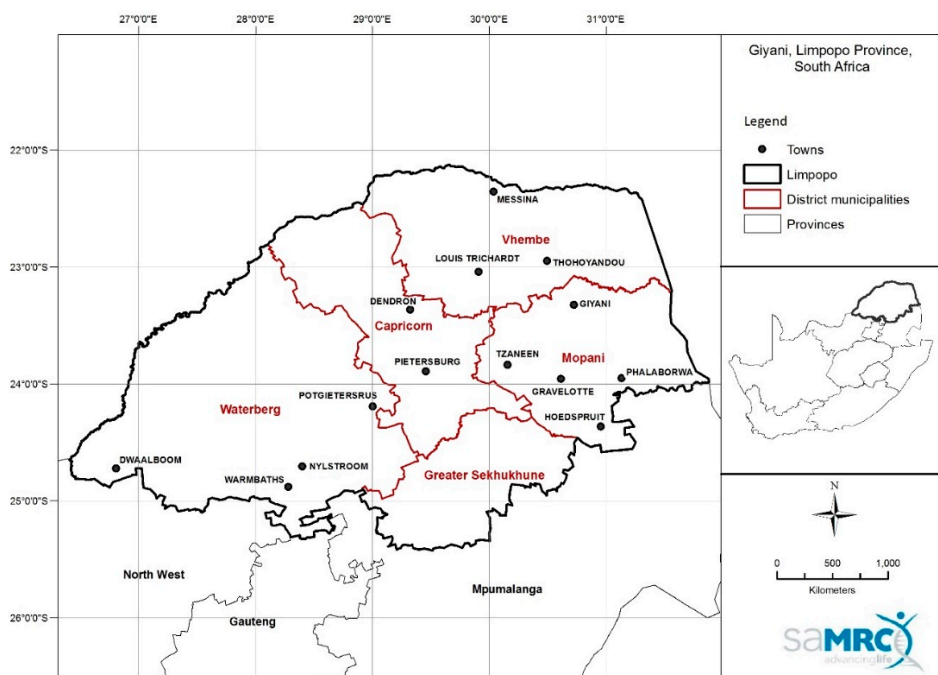 27°0'0"E
28°0'0"E
29°0'0"E
30°0'0"E
31°0'0"E
22°0'0"S
23°0'0"S
24°0'0"S
25°0'0"S
26°0'0"S
MESSINA
Vhembe
LOUIS TRICHARDT
THOHOYANDOU
DENDRON
GIYANI
Capricorn
PIETERSBURG
TZANEEN
Mopani
PHALABORWA
GRAVELOTTE
POTGIETERSRUS
Waterberg
HOEDSPRUIT
DWAALBOOM
NYLSTROOM
WARMBATHS
Greater Sekhukhune
North West
Mpumalanga
Gauteng
Giyani, Limpopo Province,
South Africa
Legend
Towns
Limpopo
District municipalities
Provinces
N
0 500 1,000
Kilometers
saMRC
advancinglife